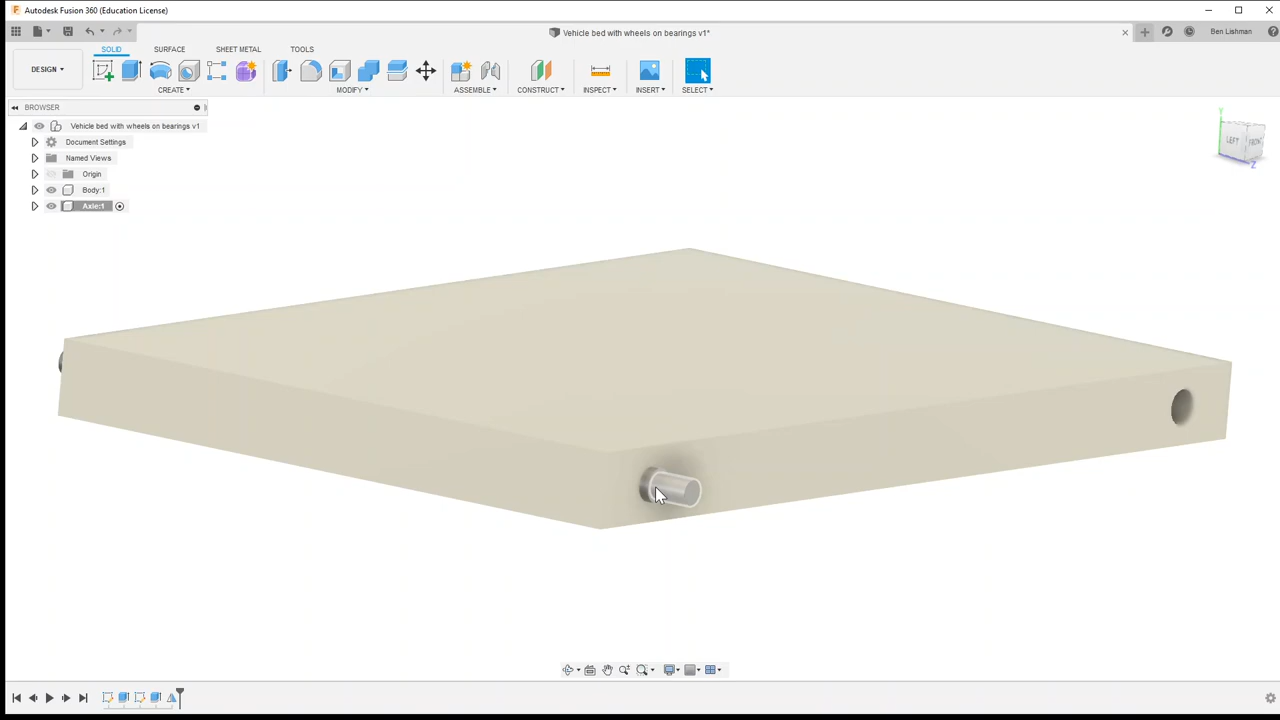 Autodesk Fusion 360 (Education License)
Vehicle bed with wheels on bearings v1*
Ben Lishman
SOLID SURFACE SHEET METAL TOOLS
DESIGN
CREATE MODIFY ASSEMBLE CONSTRUCT INSPECT INSERT SELECT
BROWSER
Vehicle bed with wheels on bearings v1
Document Settings
Named Views
Origin
Body:1
Axle:1
Y
LEFT FRONT
Z